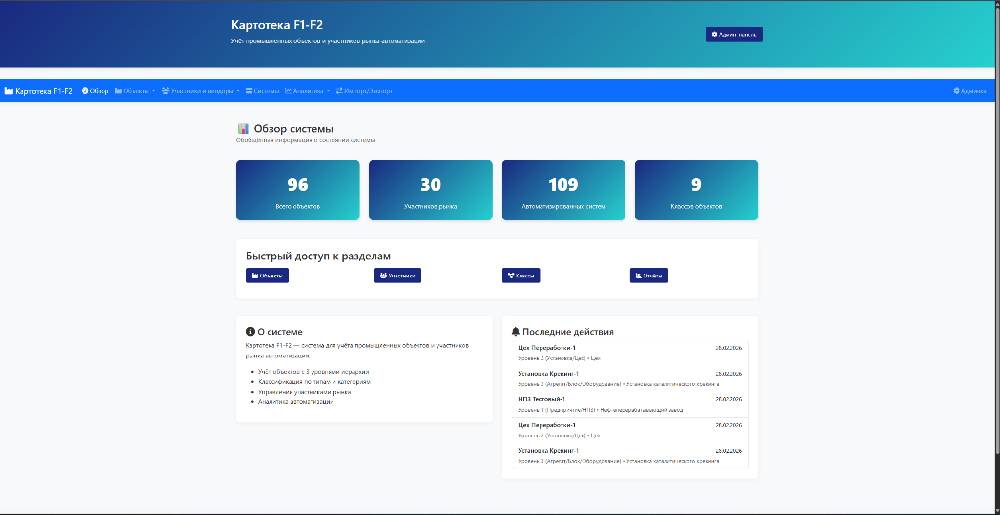 Картотека F1-F2
Учёт промышленных объектов и участников рынка автоматизации
Админ-панель
Картотека F1-F2 Обзор Объекты Участники и вендоры Системы Аналитика Импорт/Экспорт Админка
Обзор системы
Обобщённая информация о состоянии системы
96
Всего объектов
30
Участников рынка
109
Автоматизированных систем
9
Классов объектов
Быстрый доступ к разделам
Объекты Участники Классы Отчёты
О системе
Картотека F1-F2 — система для учёта промышленных объектов и участников
рынка автоматизации.
• Учёт объектов с 3 уровнями иерархии
• Классификация по типам и категориям
• Управление участниками рынка
• Аналитика автоматизации
Последние действия
Цех Переработки-1 28.02.2026
Уровень 2 (Установка/Цех) • Цех
Установка Крекинг-1 28.02.2026
Уровень 3 (Агрегат/Блок/Оборудование) • Установка каталитического крекинга
НПЗ Тестовый-1 28.02.2026
Уровень 1 (Предприятие/НПЗ) • Нефтеперерабатывающий завод
Цех Переработки-1 28.02.2026
Уровень 2 (Установка/Цех) • Цех
Установка Крекинг-1 28.02.2026
Уровень 3 (Агрегат/Блок/Оборудование) • Установка каталитического крекинга